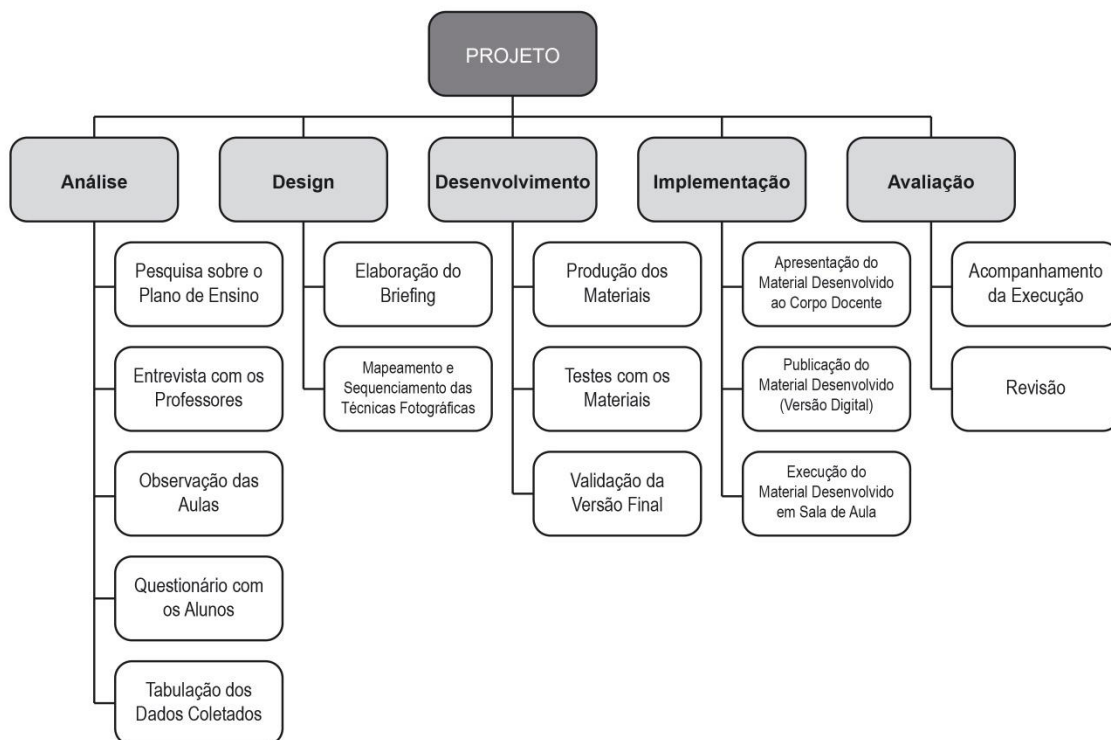 PROJETO
Análise
Design
Desenvolvimento
Implementação
Avaliação
Pesquisa sobre o
Plano de Ensino
Entrevista com os
Professores
Observação das
Aulas
Questionário com
os Alunos
Tabulação dos
Dados Coletados
Elaboração do
Briefing
Mapeamento e
Sequenciamento das
Técnicas Fotográficas
Produção dos
Materiais
Testes com os
Materiais
Validação da
Versão Final
Apresentação do
Material Desenvolvido
ao Corpo Docente
Publicação do
Material Desenvolvido
(Versão Digital)
Execução do
Material Desenvolvido
em Sala de Aula
Acompanhamento
da Execução
Revisão